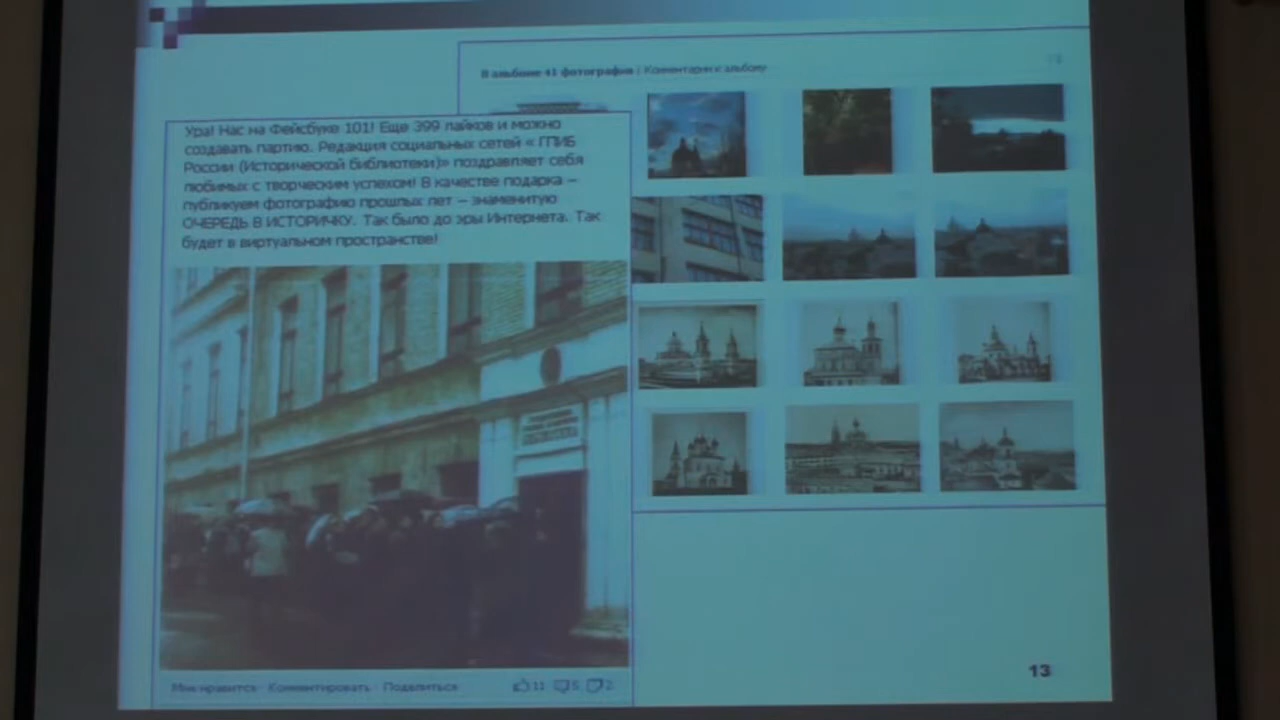 В альбоме 41 фотография | Комментарии к альбому
Ура! Нас на Фейсбуке 101! Еще 399 лайков и можно
создавать партию. Редакция социальных сетей « ГПИБ
России (Исторической библиотеки)» поздравляет себя
любимых с творческим успехом! В качестве подарка –
публикуем фотографию прошлых лет – знаменитую
ОЧЕРЕДЬ В ИСТОРИЧКУ. Так было до эры Интернета. Так
будет в виртуальном пространстве!
БИБЛИОТЕКА
Мне нравится · Комментировать · Поделиться 11 5 2
13